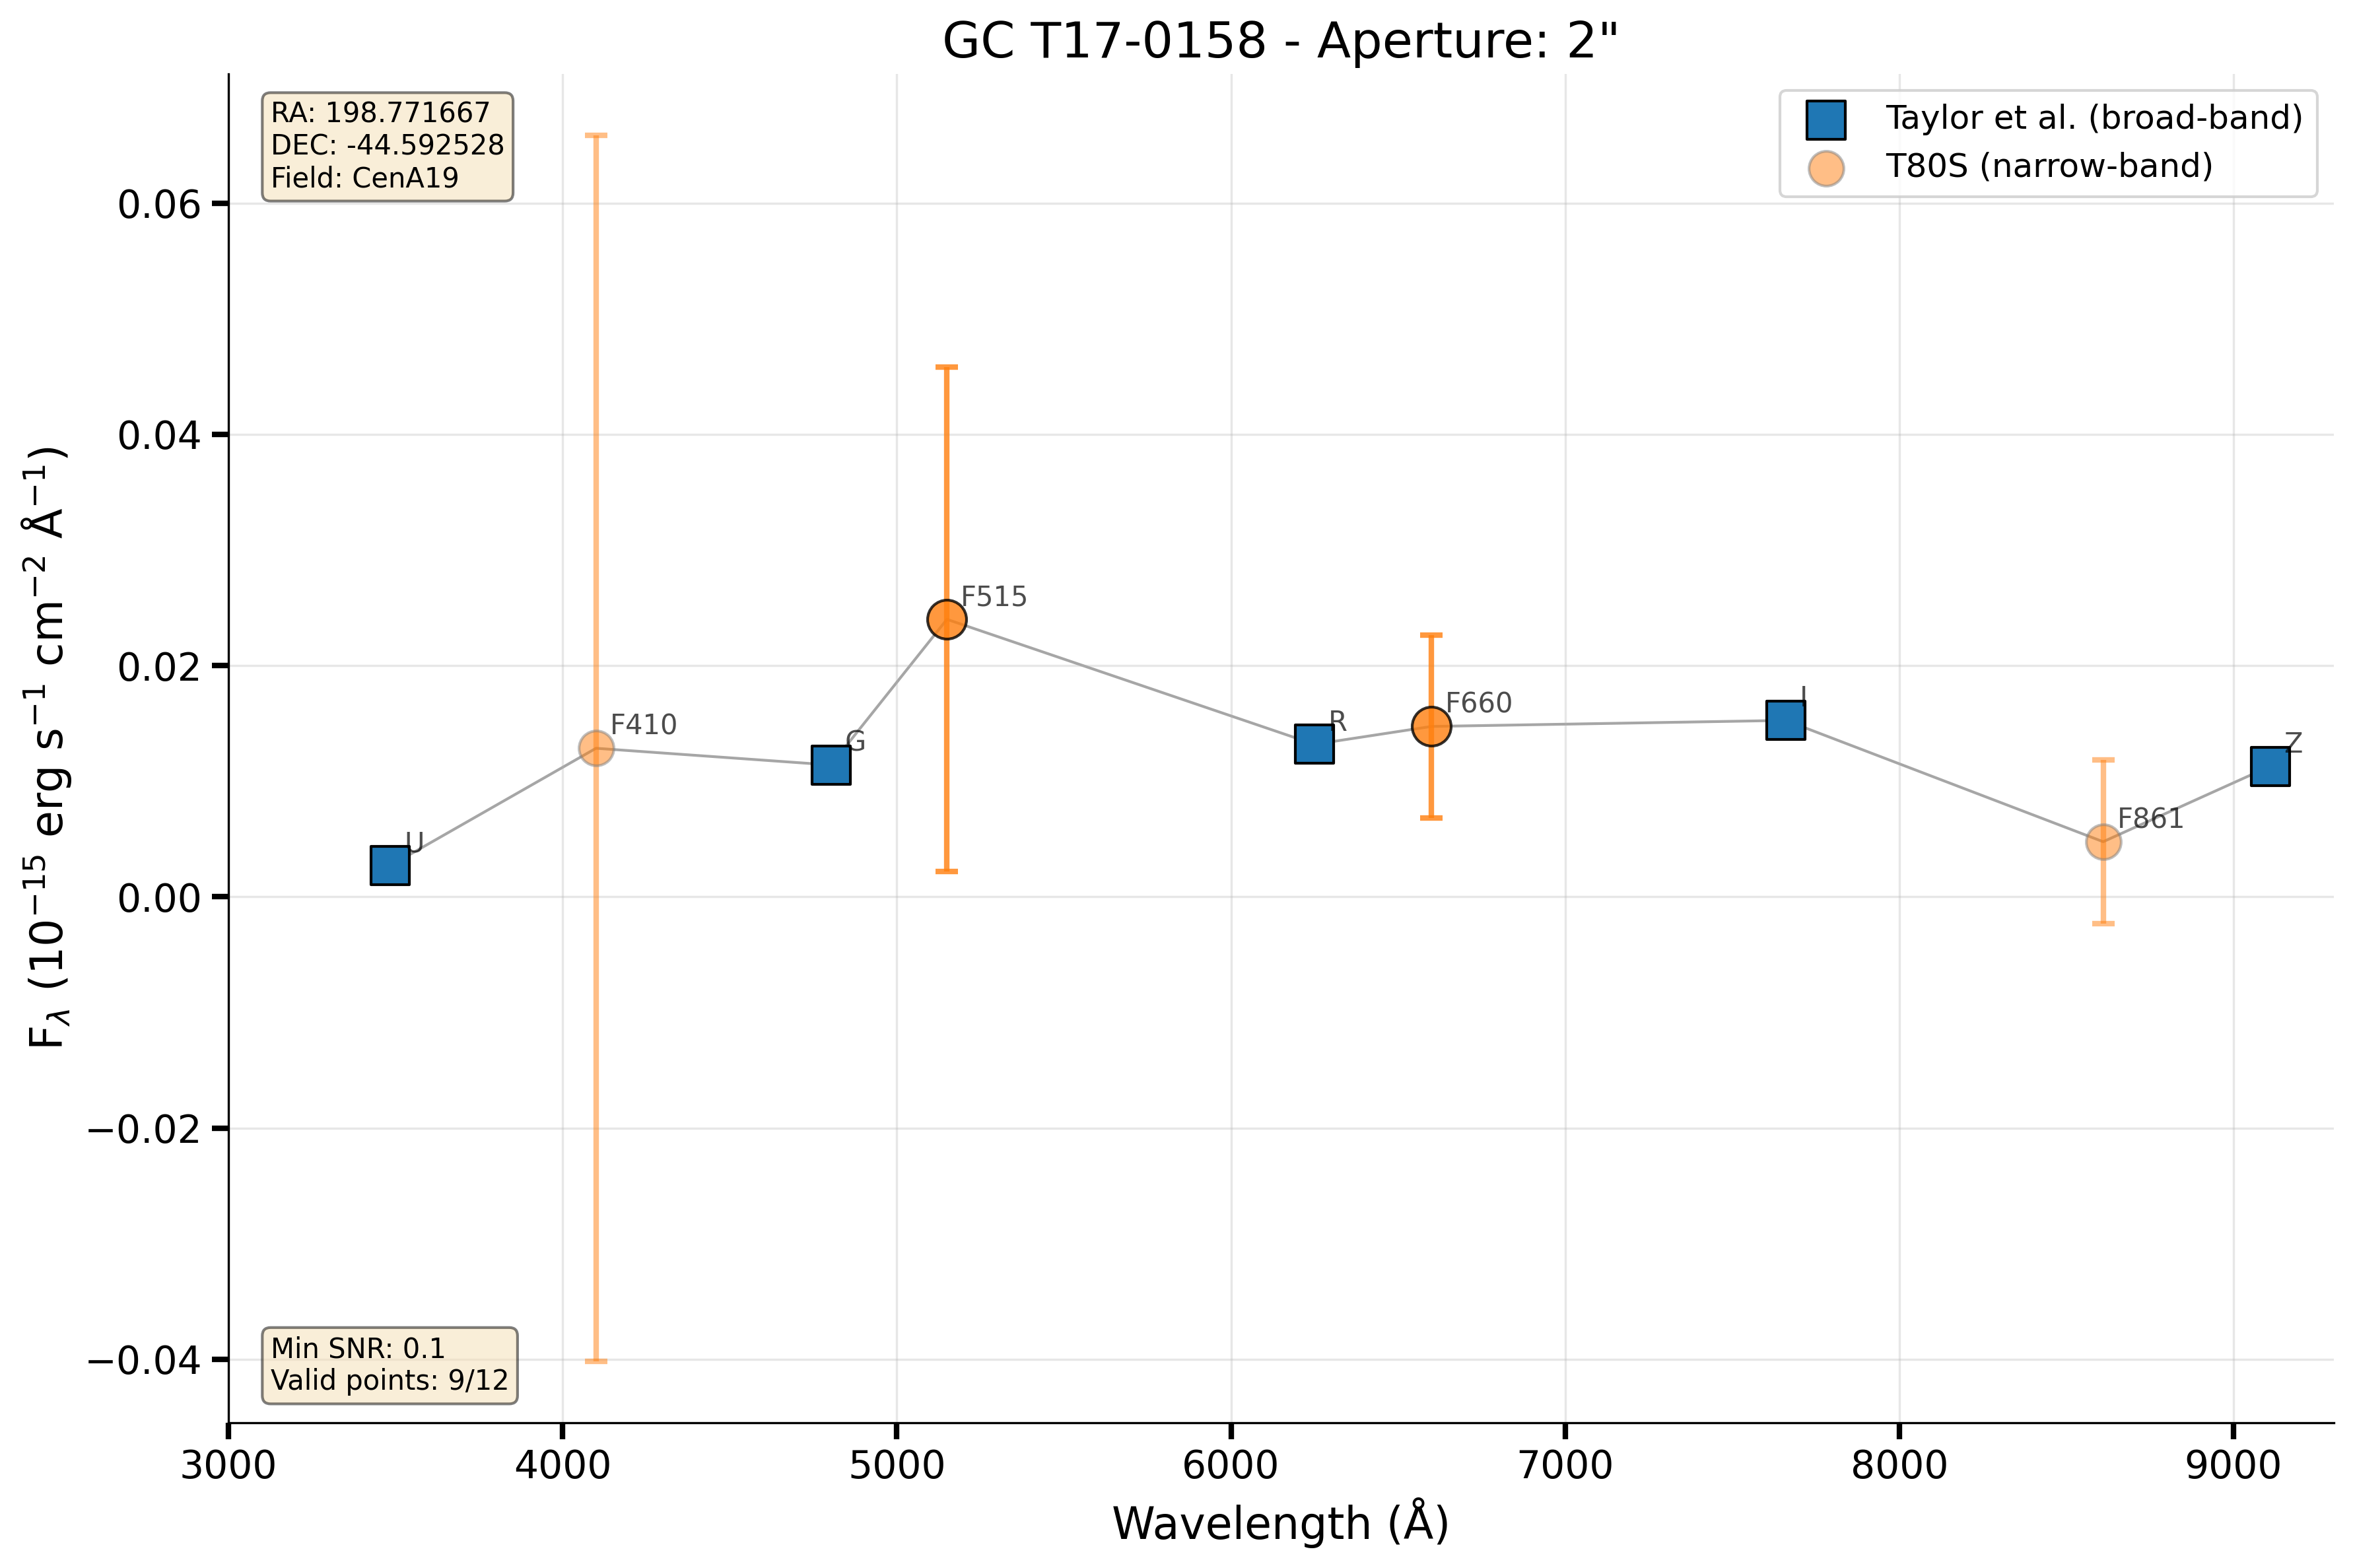 GC T17-0158 - Aperture: 2"
RA: 198.771667
DEC: -44.592528
Field: CenA19
Taylor et al. (broad-band)
T80S (narrow-band)
0.06
0.04
0.02
0.00
−0.02
−0.04
F515
F660
I
R
F410
G
Z
F861
U
Min SNR: 0.1
Valid points: 9/12
3000 4000 5000 6000 7000 8000 9000
Wavelength (Å)
Fλ (10⁻¹⁵ erg s⁻¹ cm⁻² Å⁻¹)